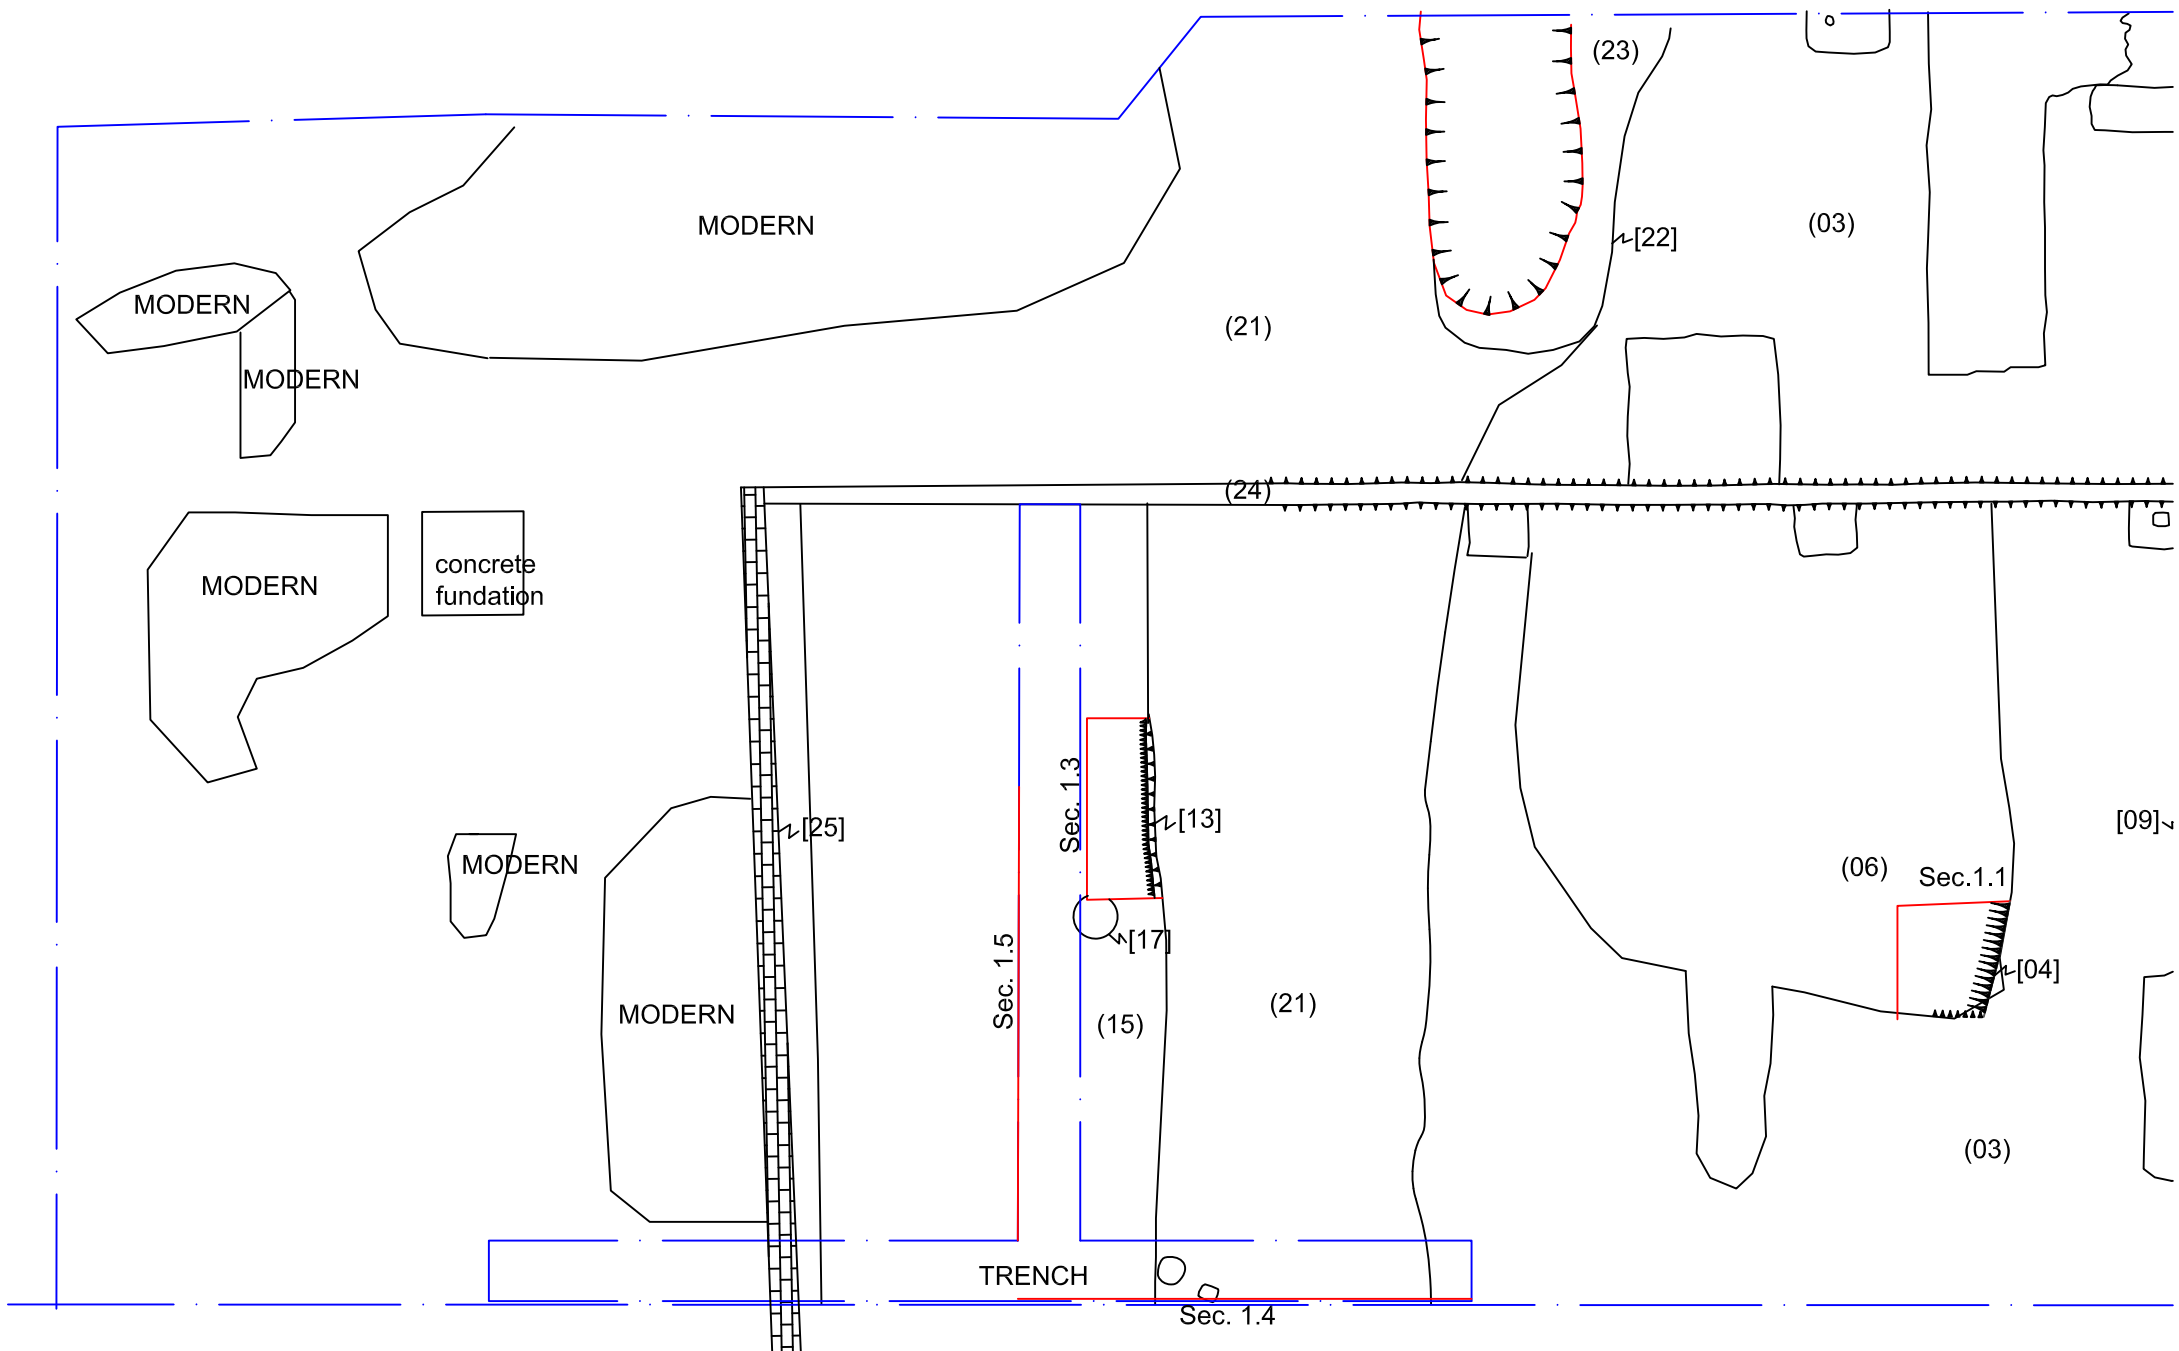 (23)
MODERN
(03)
[22]
MODERN
(21)
MODERN
(24)
concrete
fundation
MODERN
Sec. 1.3
[13]
[09]
[25]
MODERN
(06)
Sec.1.1
[17]
[04]
Sec. 1.5
(21)
MODERN
(15)
(03)
TRENCH
Sec. 1.4